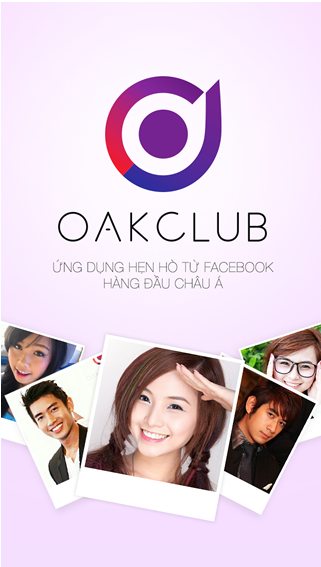 OAKCLUB
ỨNG DỤNG HẸN HÒ TỪ FACEBOOK
HÀNG ĐẦU CHÂU Á